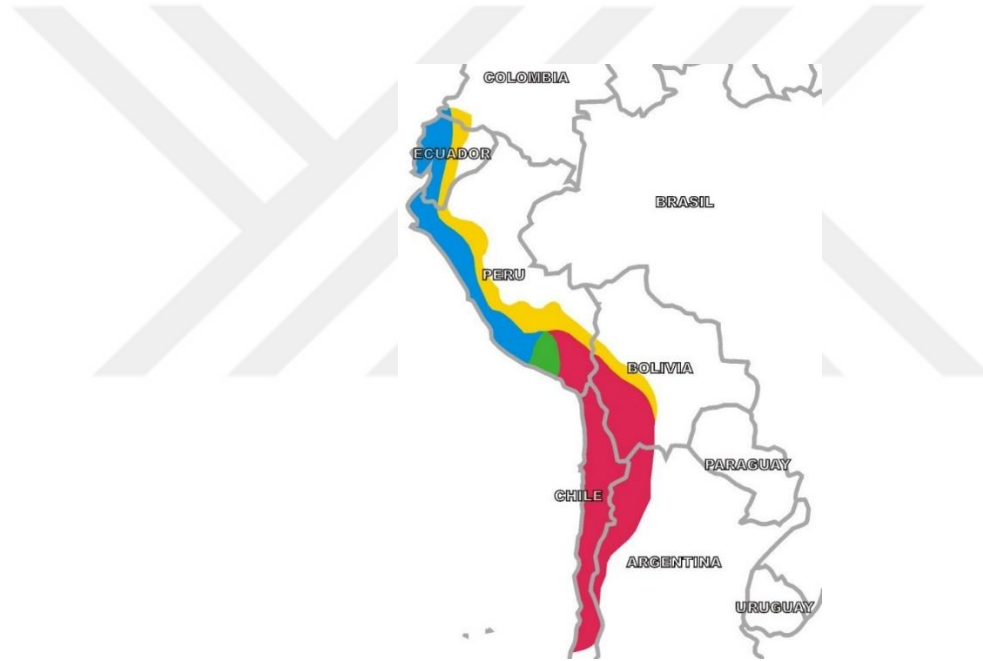 COLOMBIA
ECUADOR
BRASIL
PERU
BOLIVIA
PARAGUAY
CHILE
ARGENTINA
URUGUAY